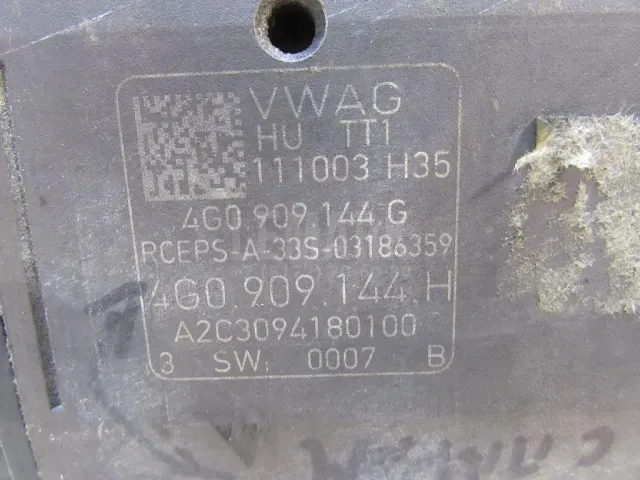 VWAG
HU TT1
111003 H35
4G0.909.144.G
RCEPS-A-33S-03186359
4G0.909.144.H
A2C3094180100
3 SW: 0007 B